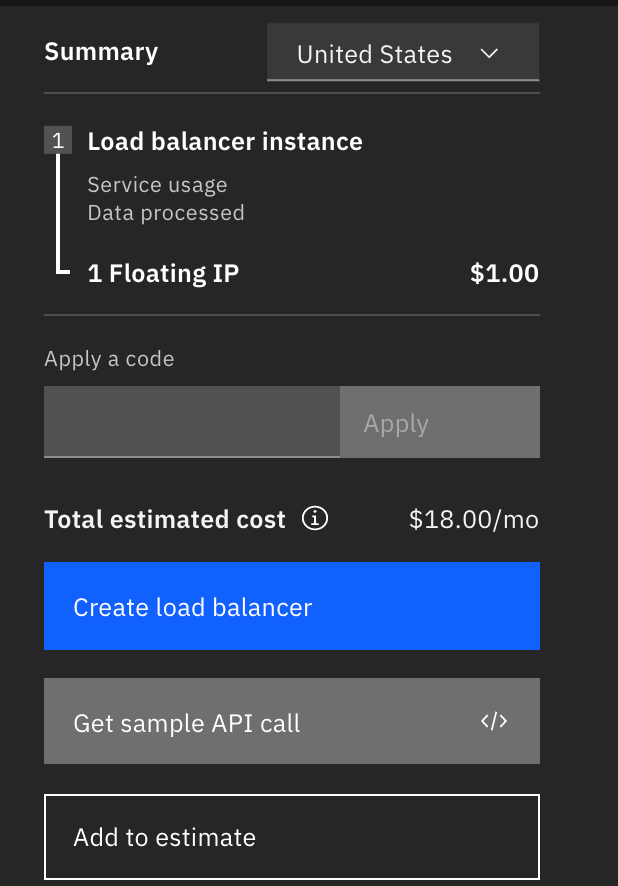 Summary
United States
1 Load balancer instance
Service usage
Data processed
1 Floating IP $1.00
Apply a code
Apply
Total estimated cost $18.00/mo
Create load balancer
Get sample API call </>
Add to estimate